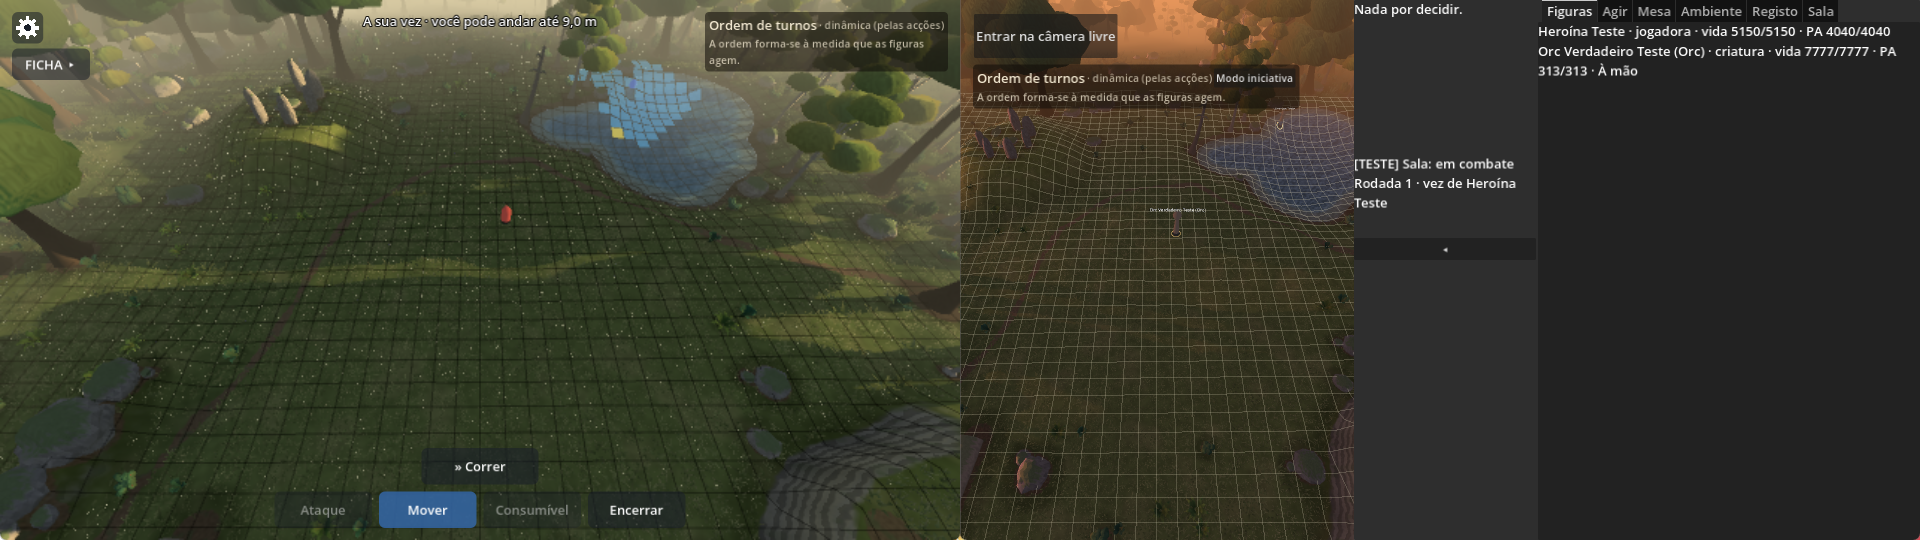 A sua vez · você pode andar até 9,0 m
FICHA ▸
Ordem de turnos · dinâmica (pelas acções)
A ordem forma-se à medida que as figuras
agem.
» Correr
Ataque
Mover
Consumível
Encerrar
Entrar na câmera livre
Ordem de turnos · dinâmica (pelas acções) Modo iniciativa
A ordem forma-se à medida que as figuras agem.
Orc Verdadeiro Teste (Orc)
Nada por decidir.
[TESTE] Sala: em combate
Rodada 1 · vez de Heroína
Teste
◂
Figuras Agir Mesa Ambiente Registo Sala
Heroína Teste · jogadora · vida 5150/5150 · PA 4040/4040
Orc Verdadeiro Teste (Orc) · criatura · vida 7777/7777 · PA
313/313 · À mão